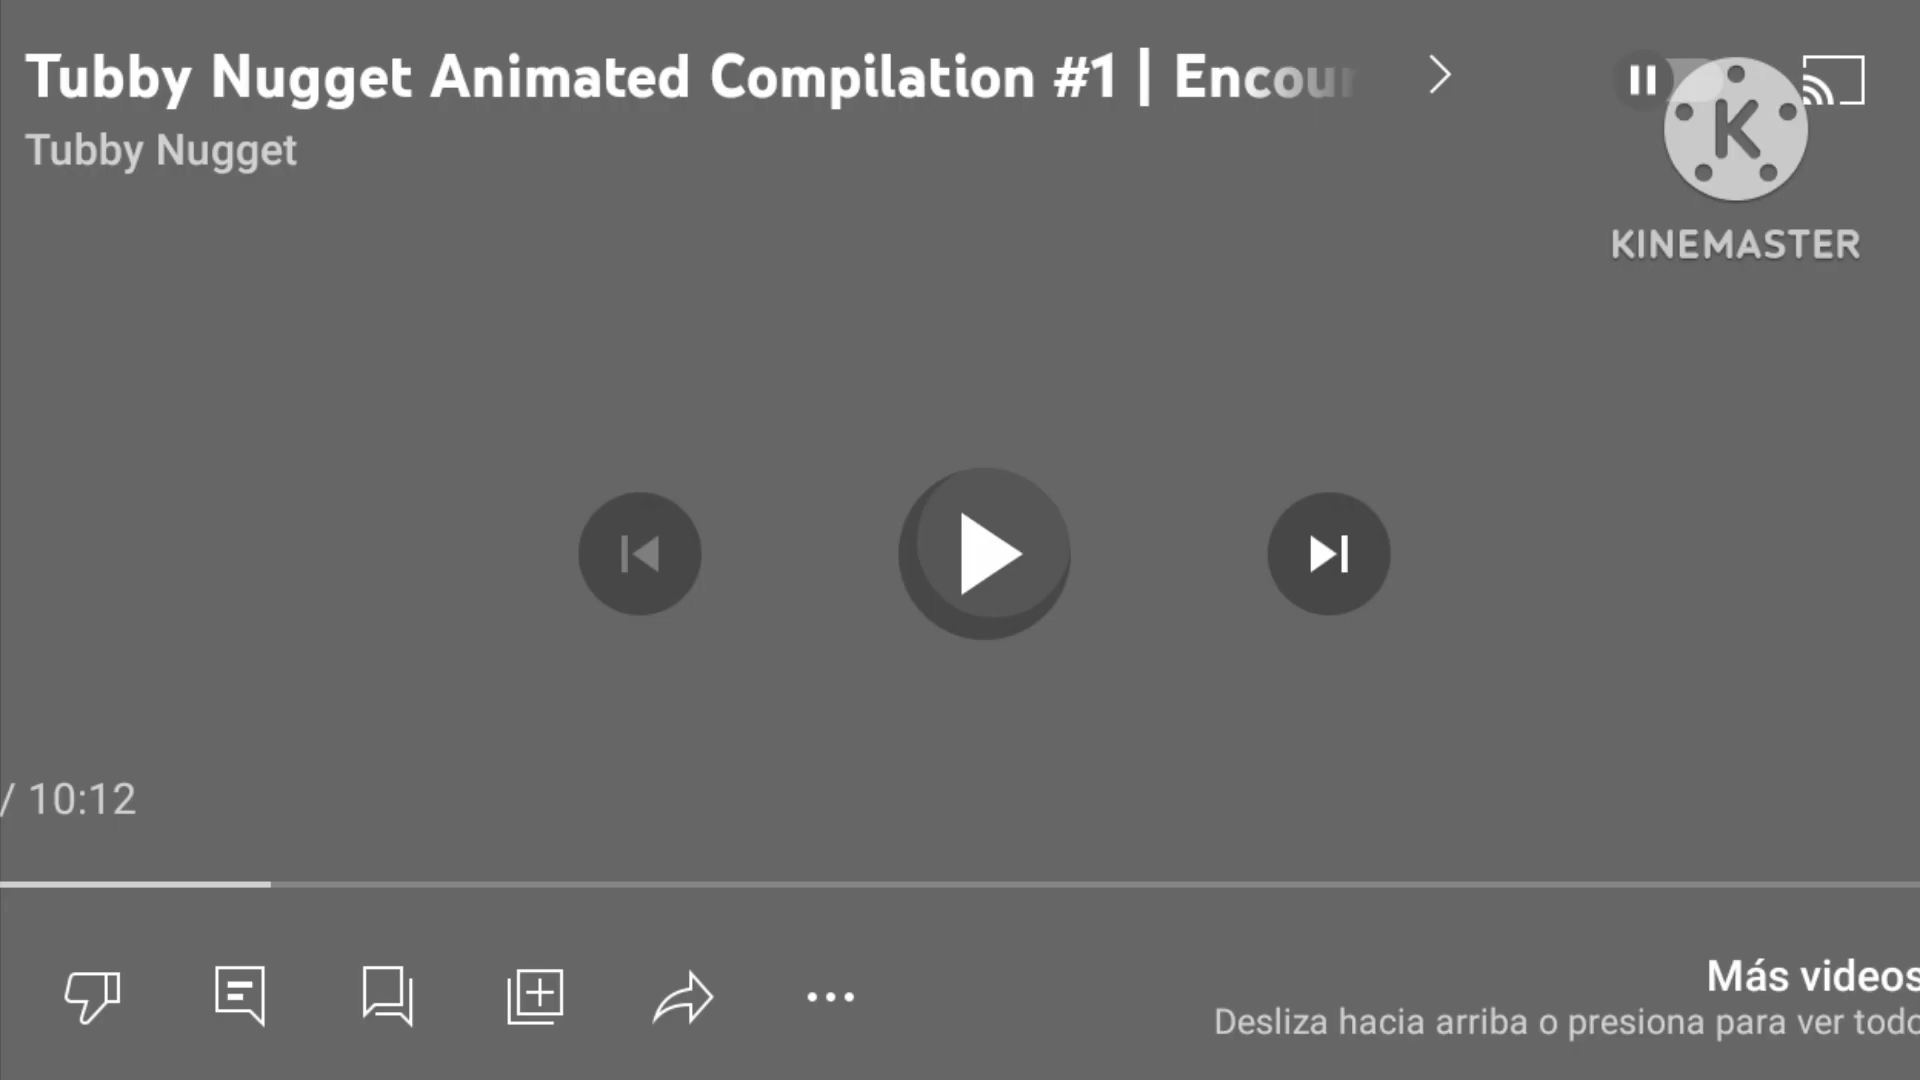 Tubby Nugget Animated Compilation #1 | Encour
Tubby Nugget
K
KINEMASTER
/ 10:12
Más videos
Desliza hacia arriba o presiona para ver todo